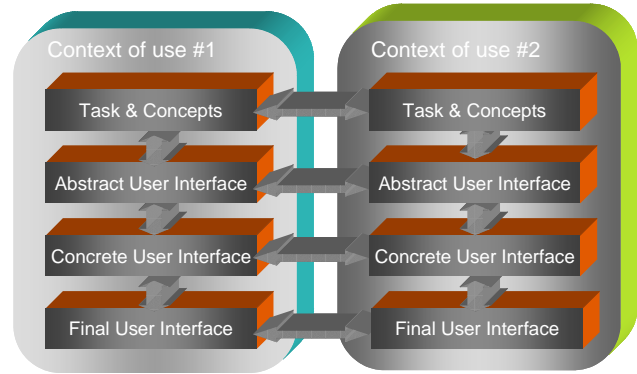 Context of use #1
Task & Concepts
Abstract User Interface
Concrete User Interface
Final User Interface
Context of use #2
Task & Concepts
Abstract User Interface
Concrete User Interface
Final User Interface